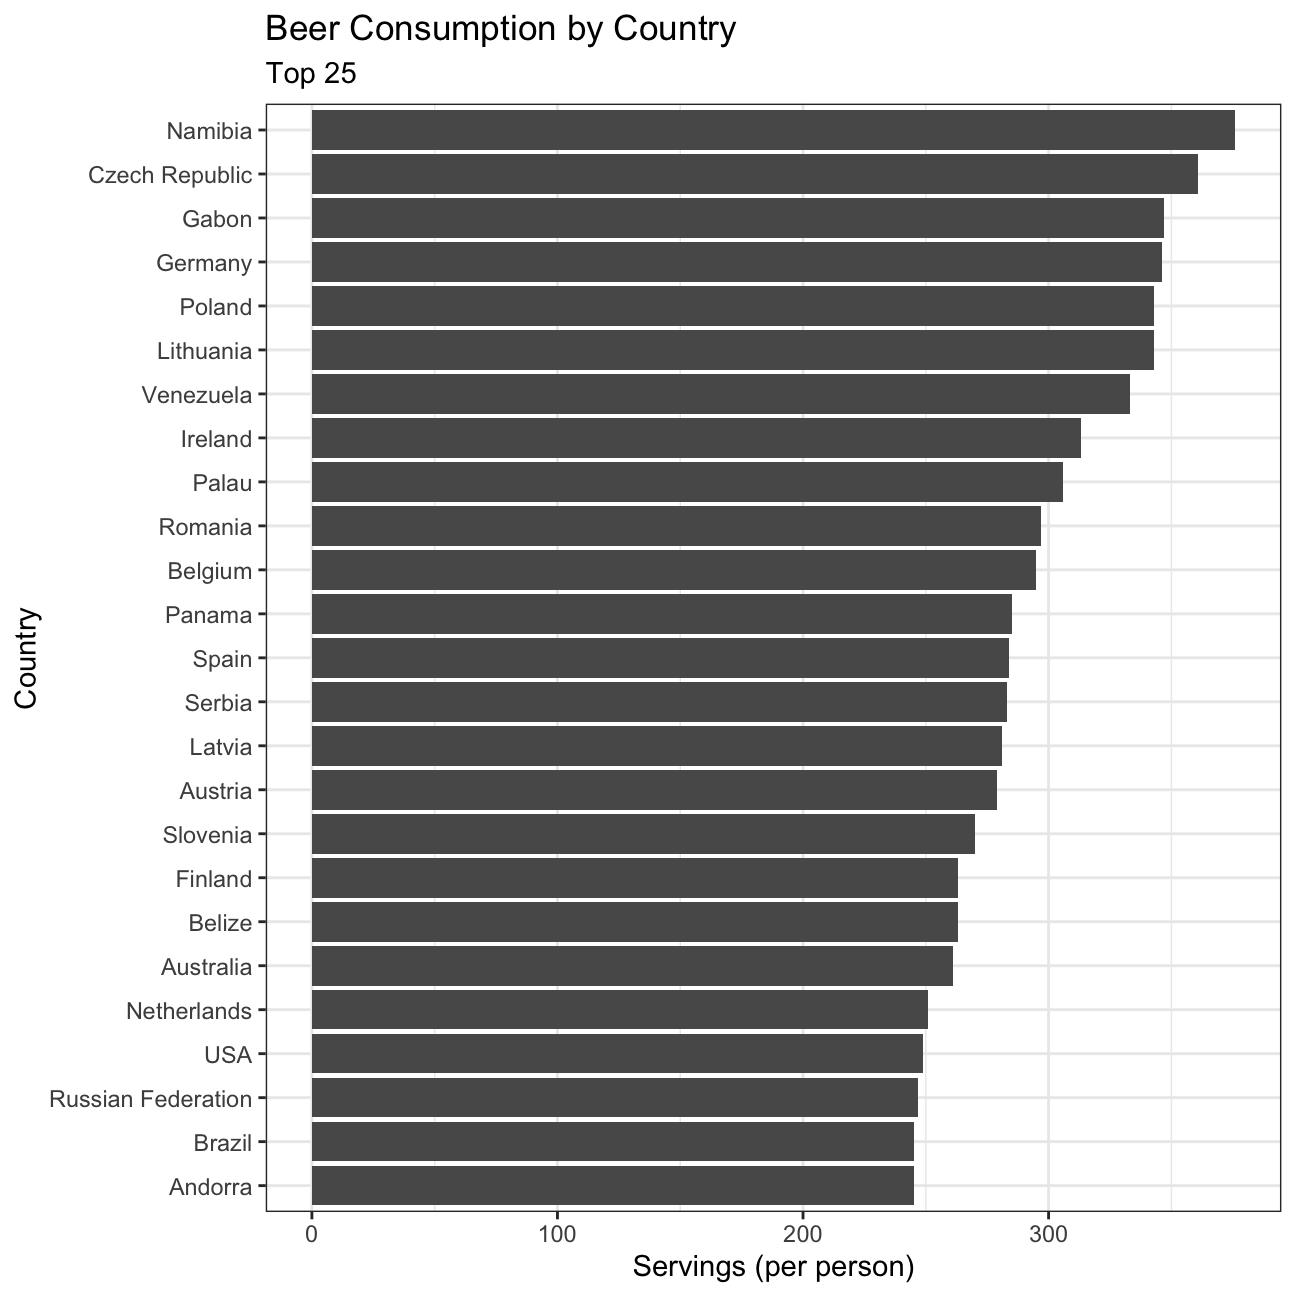 Beer Consumption by Country
Top 25
Country
Namibia
Czech Republic
Gabon
Germany
Poland
Lithuania
Venezuela
Ireland
Palau
Romania
Belgium
Panama
Spain
Serbia
Latvia
Austria
Slovenia
Finland
Belize
Australia
Netherlands
USA
Russian Federation
Brazil
Andorra
0 100 200 300
Servings (per person)